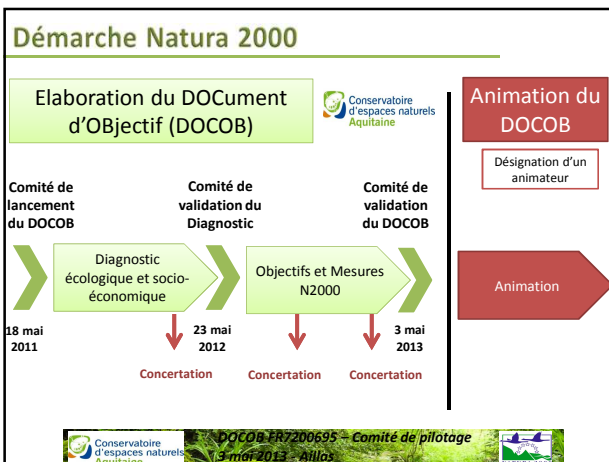 Démarche Natura 2000
Elaboration du DOCument
d'OBjectif (DOCOB)
Conservatoire
d'espaces naturels
Aquitaine
Animation du
DOCOB
Désignation d'un
animateur
Comité de
lancement
du DOCOB
Comité de
validation du
Diagnostic
Comité de
validation
du DOCOB
Diagnostic
écologique et socio-
économique
Objectifs et Mesures
N2000
Animation
18 mai
2011
23 mai
2012
3 mai
2013
Concertation
Concertation
Concertation
DOCOB FR7200695 – Comité de pilotage
3 mai 2013 - Aillas
Conservatoire
d'espaces naturels
Aquitaine